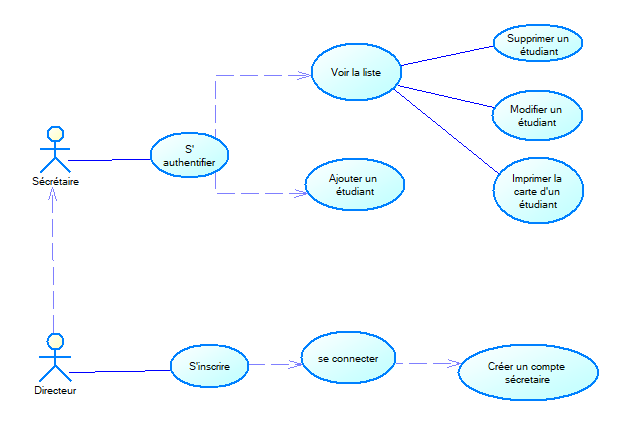 Supprimer un
étudiant
Voir la liste
Modifier un
étudiant
S'
authentifier
Sécrétaire
Ajouter un
étudiant
Imprimer la
carte d'un
étudiant
S'inscrire
se connecter
Créer un compte
sécretaire
Directeur